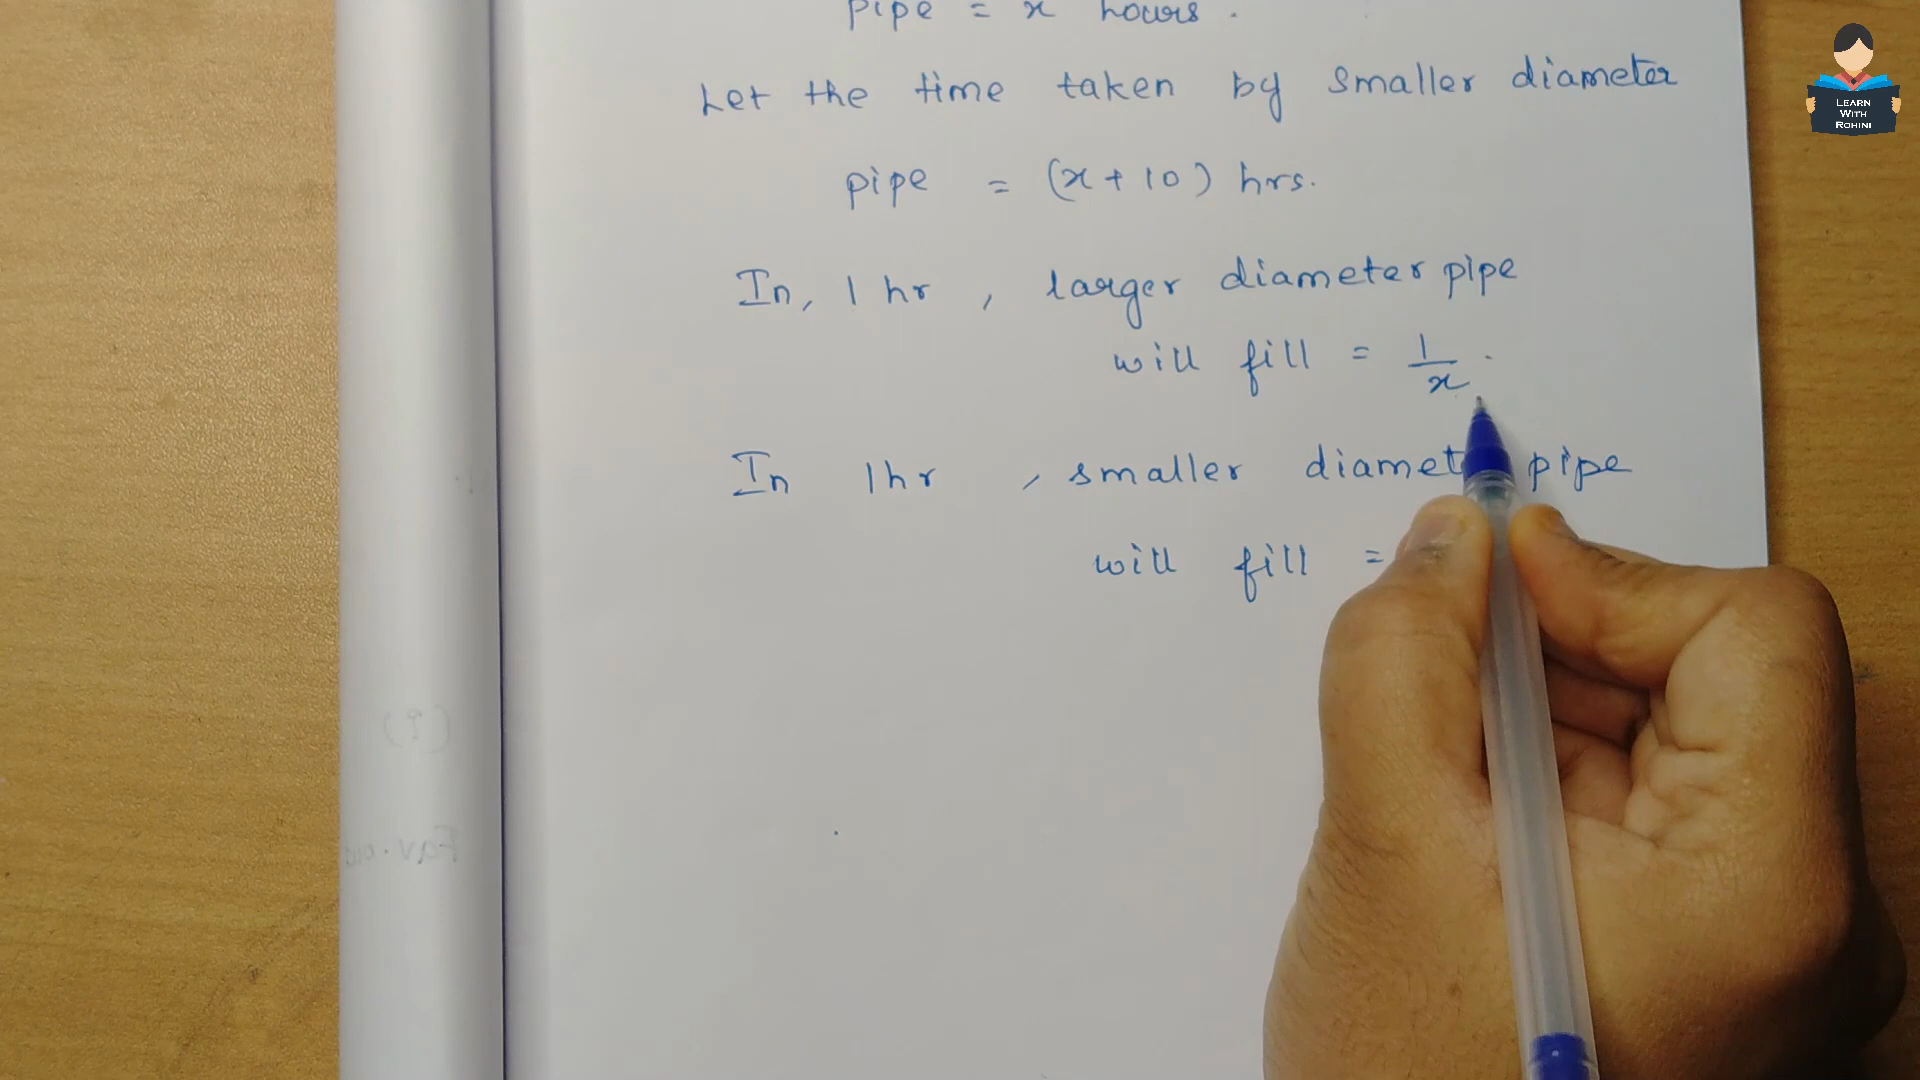 pipe = x hours.
Let the time taken by smaller diameter
pipe = (x+10) hrs.
In, 1 hr, larger diameter pipe
will fill = 1/x.
In 1hr, smaller diamet pipe
will fill =
LEARN
WITH
ROHINI